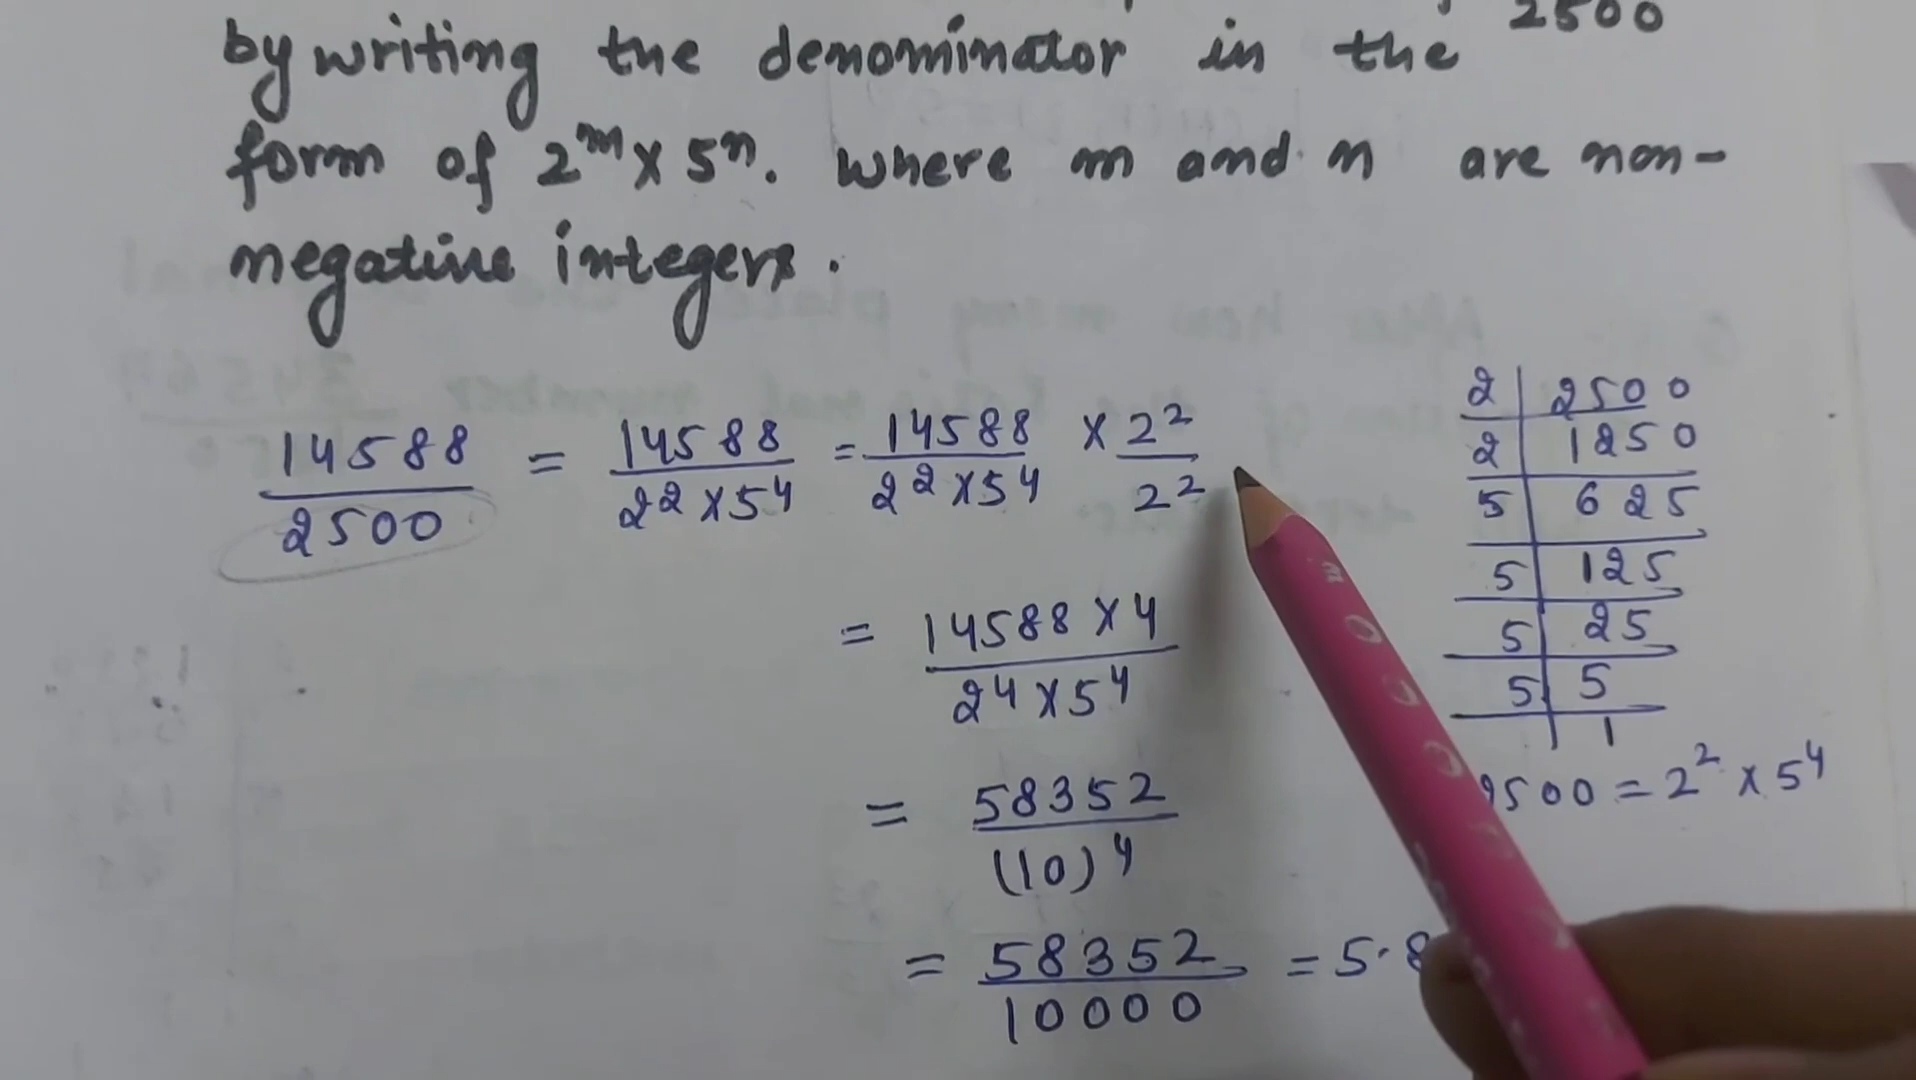 by writing the denominator in the 2500
form of 2^m × 5^n. Where m and n are non-
negative integers.
14588/2500 = 14588/(2^2 × 5^4) = 14588/(2^2 × 5^4) × 2^2/2^2
= (14588 × 4)/(2^4 × 5^4)
= 58352/(10)^4
= 58352/10000 = 5.8
2 | 2500
2 | 1250
5 | 625
5 | 125
5 | 25
5 | 5
| 1
2500 = 2^2 × 5^4